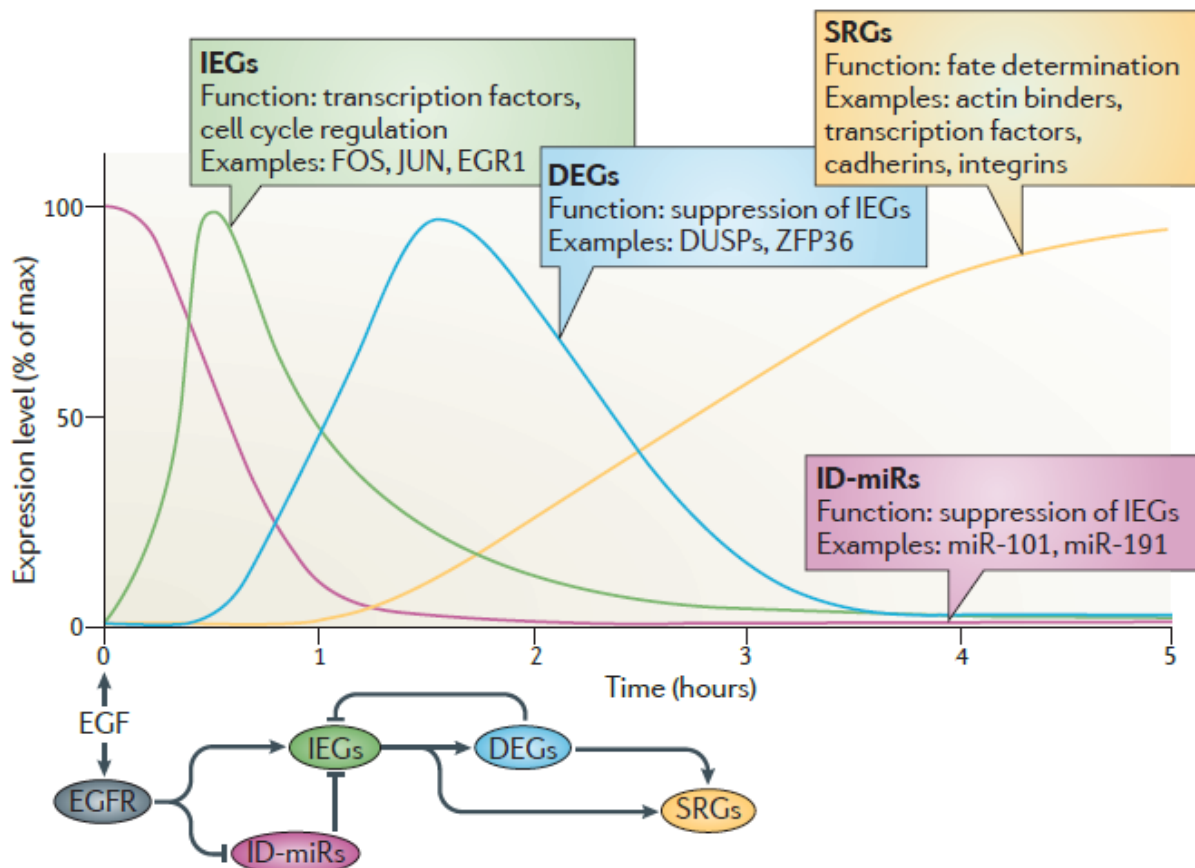 SRGs
Function: fate determination
Examples: actin binders,
transcription factors,
cadherins, integrins
IEGs
Function: transcription factors,
cell cycle regulation
Examples: FOS, JUN, EGR1
DEGs
Function: suppression of IEGs
Examples: DUSPs, ZFP36
ID-miRs
Function: suppression of IEGs
Examples: miR-101, miR-191
Expression level (% of max)
100
50
0
0 1 2 3 4 5
Time (hours)
EGF
EGFR
IEGs
DEGs
SRGs
ID-miRs